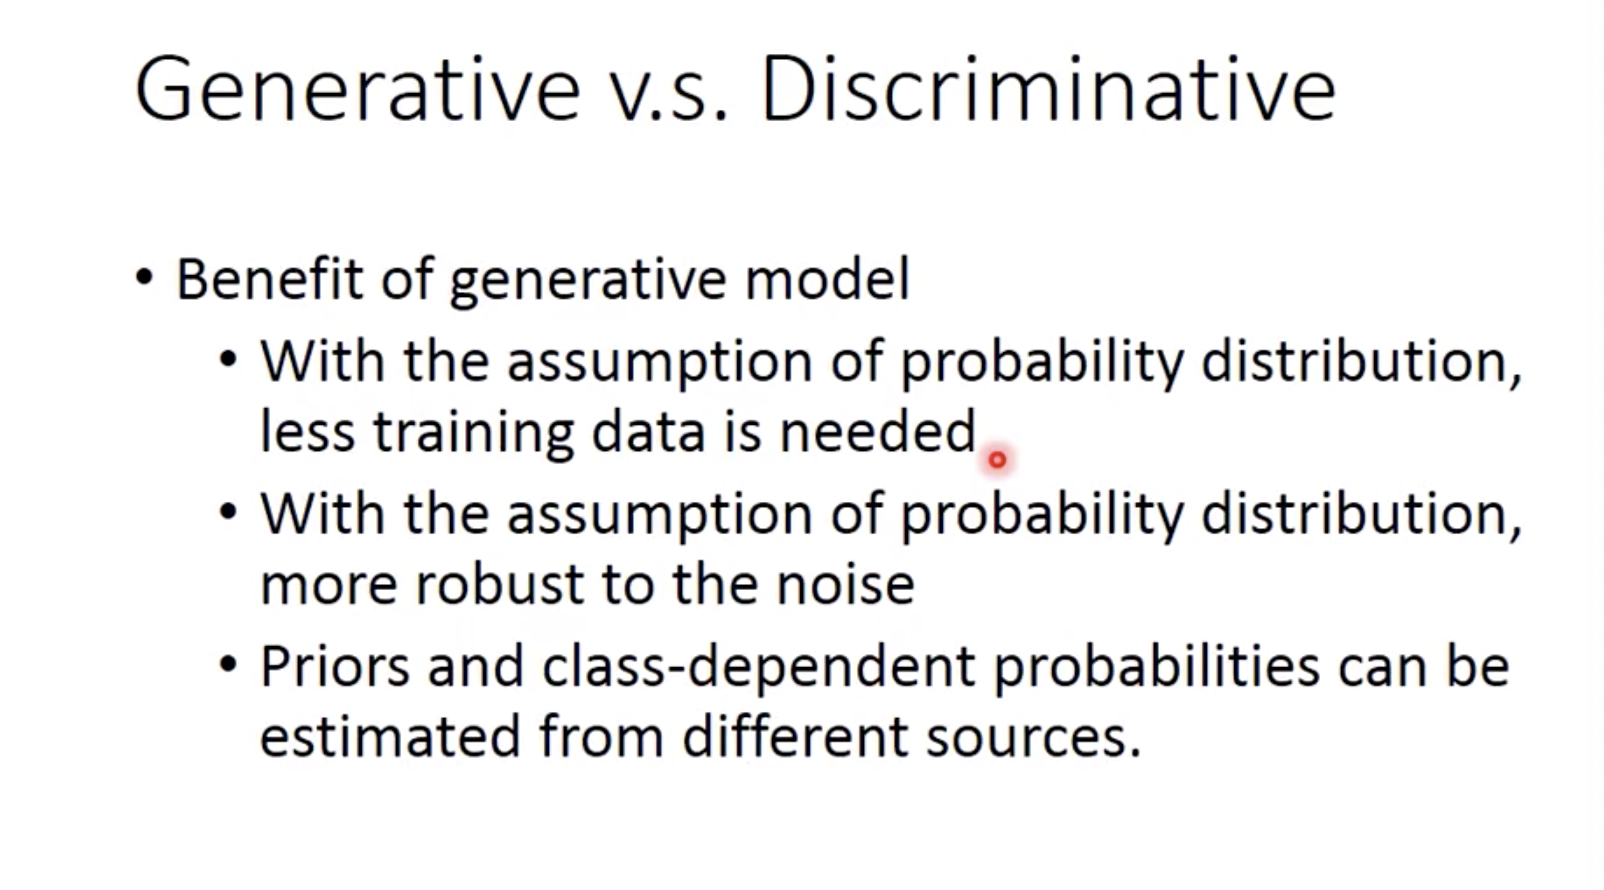 Generative v.s. Discriminative
• Benefit of generative model
• With the assumption of probability distribution,
less training data is needed
• With the assumption of probability distribution,
more robust to the noise
• Priors and class-dependent probabilities can be
estimated from different sources.